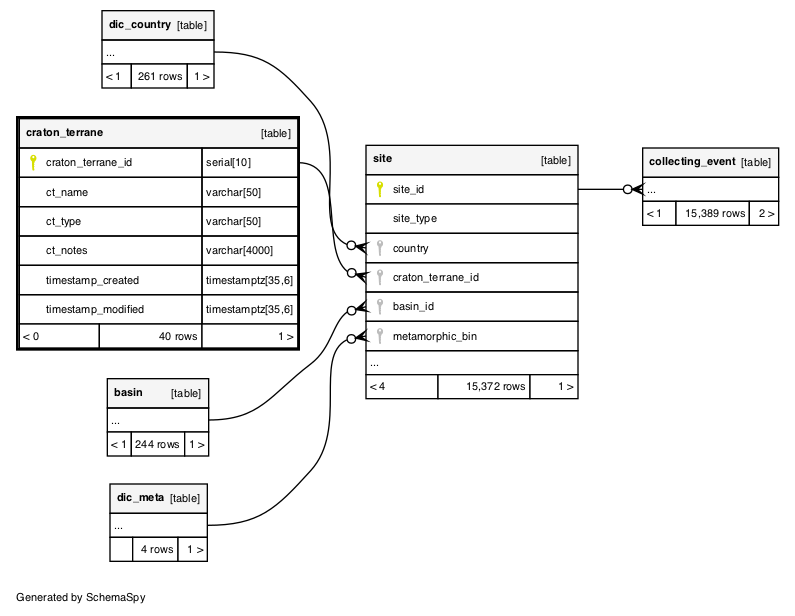 dic_country [table]
...
< 1 261 rows 1 >
craton_terrane [table]
craton_terrane_id serial[10]
ct_name varchar[50]
ct_type varchar[50]
ct_notes varchar[4000]
timestamp_created timestamptz[35,6]
timestamp_modified timestamptz[35,6]
< 0 40 rows 1 >
basin [table]
...
< 1 244 rows 1 >
dic_meta [table]
...
4 rows 1 >
site [table]
site_id
site_type
country
craton_terrane_id
basin_id
metamorphic_bin
...
< 4 15,372 rows 1 >
collecting_event [table]
...
< 1 15,389 rows 2 >
Generated by SchemaSpy